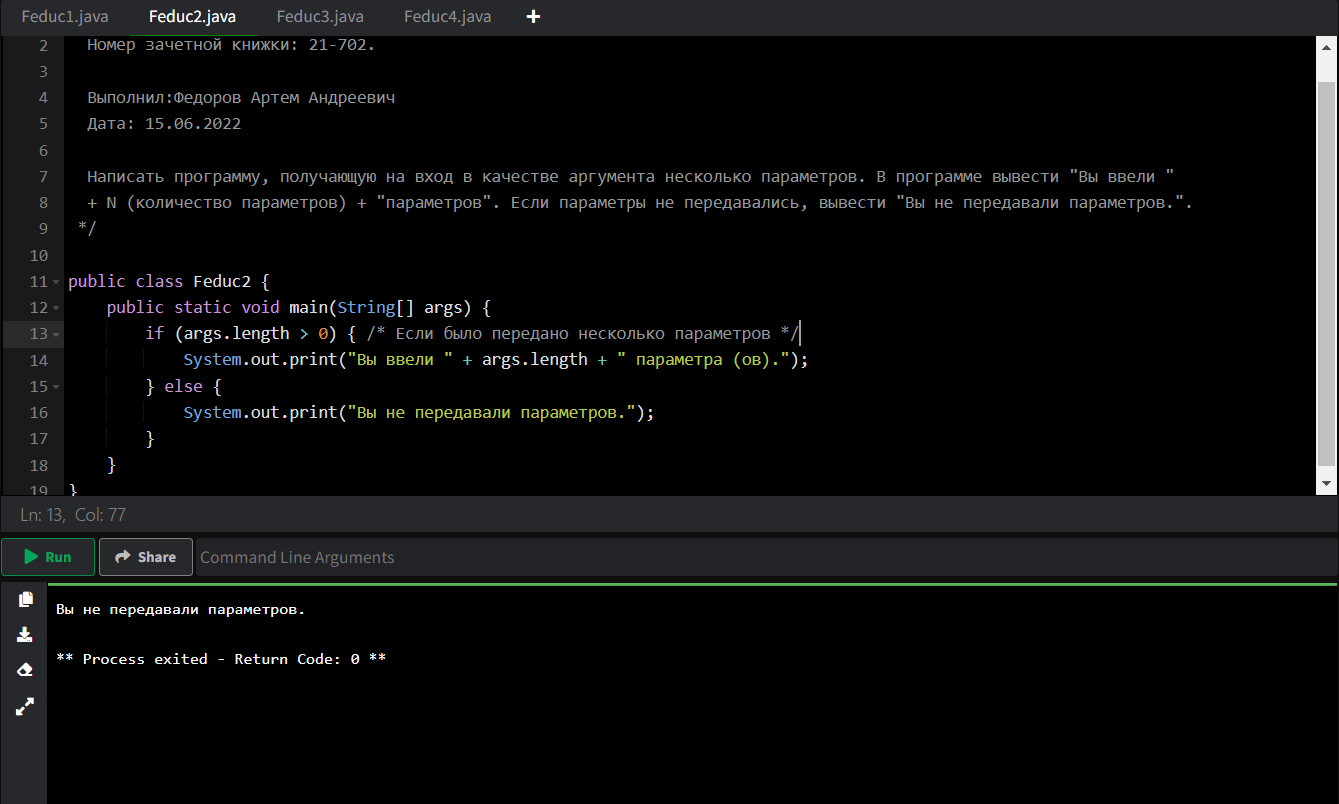 Feduc1.java Feduc2.java Feduc3.java Feduc4.java +
2 Номер зачетной книжки: 21-702.
3
4 Выполнил:Федоров Артем Андреевич
5 Дата: 15.06.2022
6
7 Написать программу, получающую на вход в качестве аргумента несколько параметров. В программе вывести "Вы ввели "
8 + N (количество параметров) + "параметров". Если параметры не передавались, вывести "Вы не передавали параметров.".
9 */
10
11 public class Feduc2 {
12 public static void main(String[] args) {
13 if (args.length > 0) { /* Если было передано несколько параметров */
14 System.out.print("Вы ввели " + args.length + " параметра (ов).");
15 } else {
16 System.out.print("Вы не передавали параметров.");
17 }
18 }
19 }
Ln: 13, Col: 77
Run Share Command Line Arguments
Вы не передавали параметров.
** Process exited - Return Code: 0 **